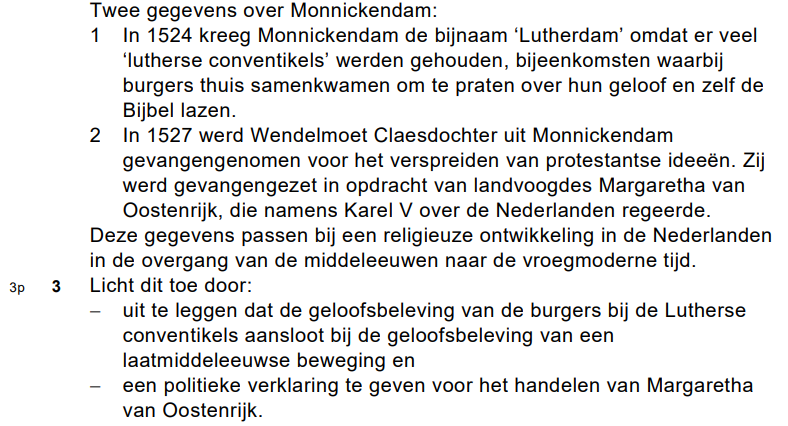 Twee gegevens over Monnickendam:
1 In 1524 kreeg Monnickendam de bijnaam ‘Lutherdam’ omdat er veel
‘lutherse conventikels’ werden gehouden, bijeenkomsten waarbij
burgers thuis samenkwamen om te praten over hun geloof en zelf de
Bijbel lazen.
2 In 1527 werd Wendelmoet Claesdochter uit Monnickendam
gevangengenomen voor het verspreiden van protestantse ideeën. Zij
werd gevangengezet in opdracht van landvoogdes Margaretha van
Oostenrijk, die namens Karel V over de Nederlanden regeerde.
Deze gegevens passen bij een religieuze ontwikkeling in de Nederlanden
in de overgang van de middeleeuwen naar de vroegmoderne tijd.
3p 3 Licht dit toe door:
− uit te leggen dat de geloofsbeleving van de burgers bij de Lutherse
conventikels aansloot bij de geloofsbeleving van een
laatmiddeleeuwse beweging en
− een politieke verklaring te geven voor het handelen van Margaretha
van Oostenrijk.